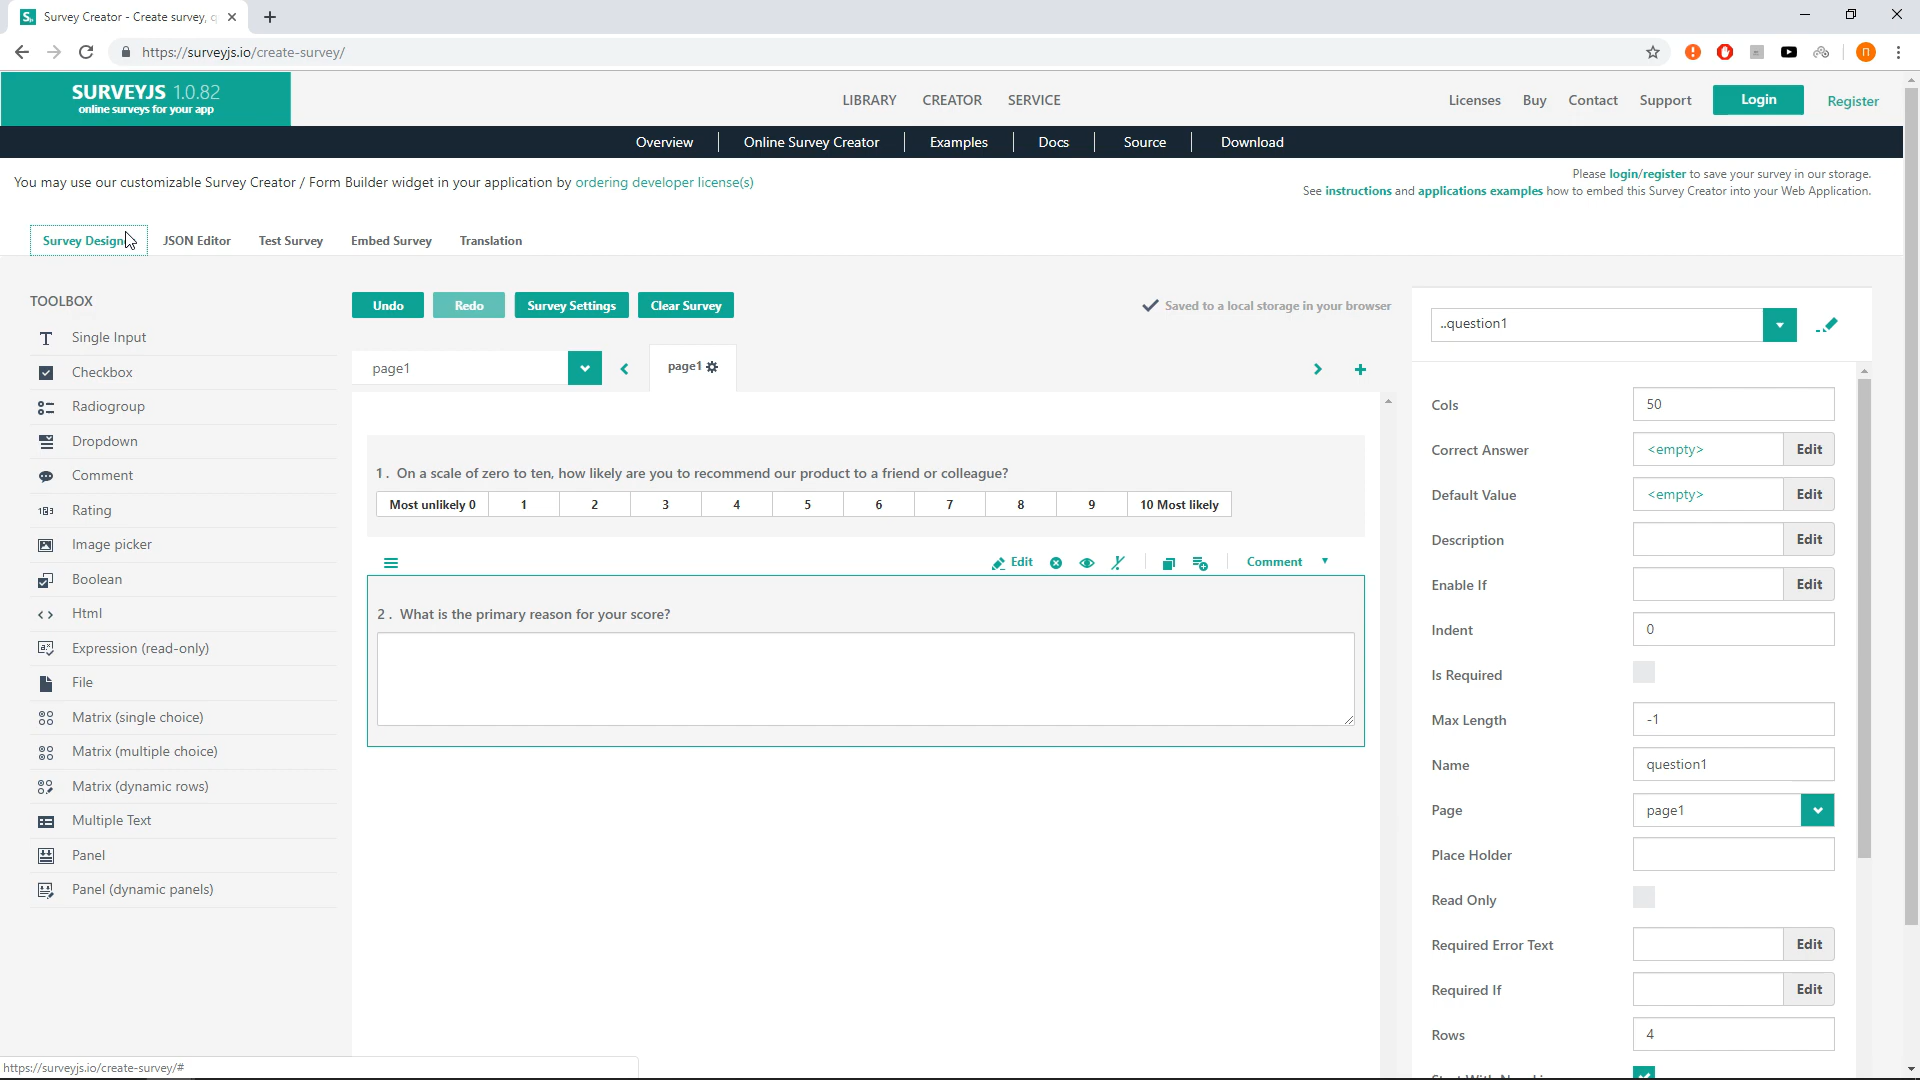 Survey Creator - Create survey, q
https://surveyjs.io/create-survey/
П
SURVEYJS 1.0.82
online surveys for your app
LIBRARY CREATOR SERVICE
Licenses Buy Contact Support Login Register
Overview Online Survey Creator Examples Docs Source Download
You may use our customizable Survey Creator / Form Builder widget in your application by ordering developer license(s)
Please login/register to save your survey in our storage.
See instructions and applications examples how to embed this Survey Creator into your Web Application.
Survey Design JSON Editor Test Survey Embed Survey Translation
TOOLBOX
Single Input
Checkbox
Radiogroup
Dropdown
Comment
Rating
Image picker
Boolean
Html
Expression (read-only)
File
Matrix (single choice)
Matrix (multiple choice)
Matrix (dynamic rows)
Multiple Text
Panel
Panel (dynamic panels)
Undo Redo Survey Settings Clear Survey
Saved to a local storage in your browser
page1
page1
1. On a scale of zero to ten, how likely are you to recommend our product to a friend or colleague?
Most unlikely 0 1 2 3 4 5 6 7 8 9 10 Most likely
Edit Comment
2. What is the primary reason for your score?
..question1
Cols 50
Correct Answer <empty> Edit
Default Value <empty> Edit
Description Edit
Enable If Edit
Indent 0
Is Required
Max Length -1
Name question1
Page page1
Place Holder
Read Only
Required Error Text Edit
Required If Edit
Rows 4
https://surveyjs.io/create-survey/#